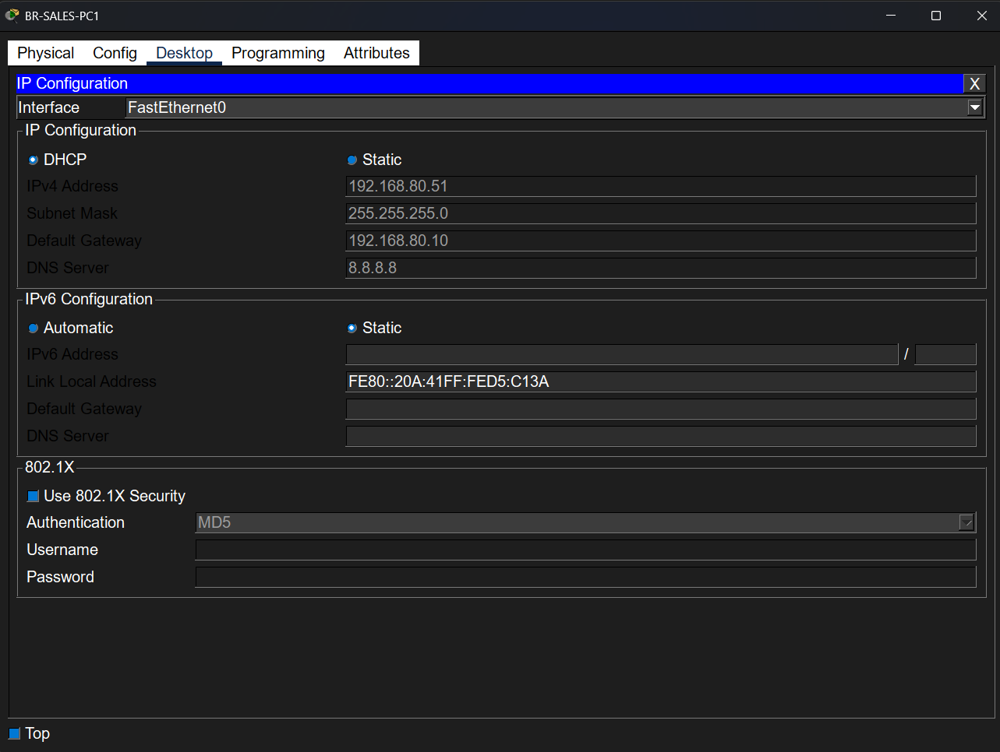 BR-SALES-PC1
Physical Config Desktop Programming Attributes
IP Configuration X
Interface FastEthernet0
IP Configuration
DHCP Static
IPv4 Address 192.168.80.51
Subnet Mask 255.255.255.0
Default Gateway 192.168.80.10
DNS Server 8.8.8.8
IPv6 Configuration
Automatic Static
IPv6 Address /
Link Local Address FE80::20A:41FF:FED5:C13A
Default Gateway
DNS Server
802.1X
Use 802.1X Security
Authentication MD5
Username
Password
Top